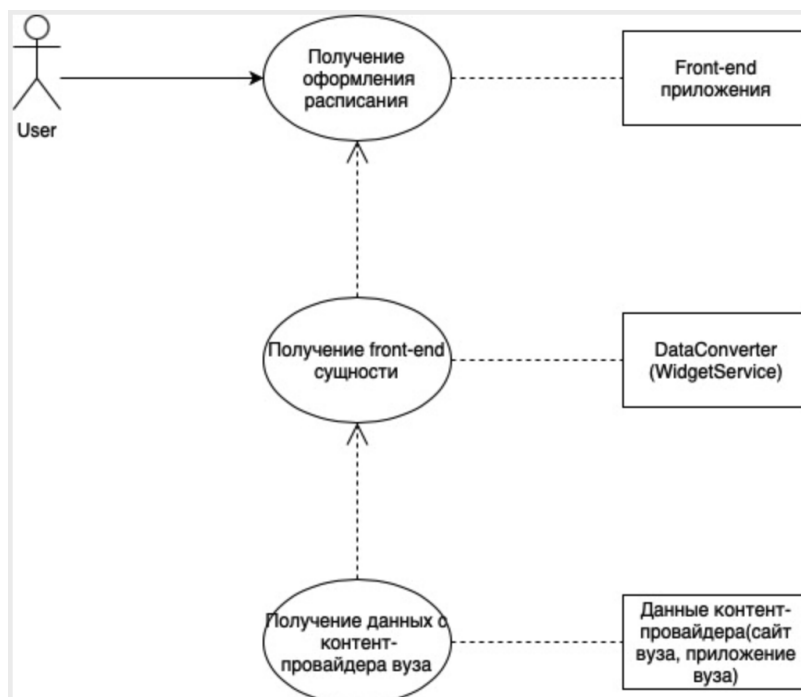 Получение
оформления
расписания
Front-end
приложения
User
Получение front-end
сущности
DataConverter
(WidgetService)
Получение данных с
контент-
провайдера вуза
Данные контент-
провайдера(сайт
вуза, приложение
вуза)